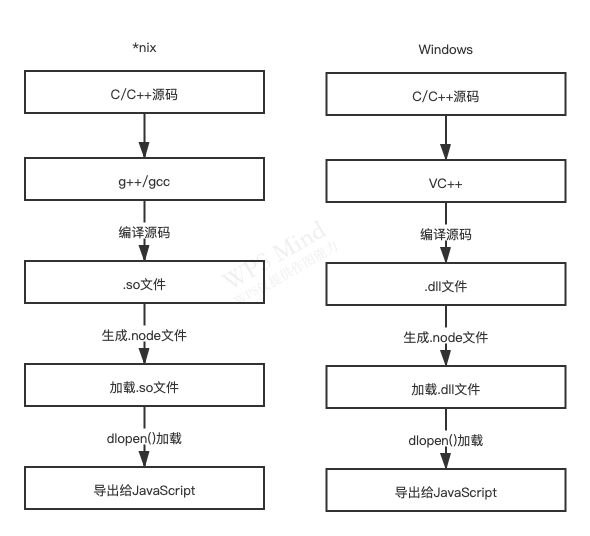 *nix
C/C++源码
g++/gcc
编译源码
.so文件
生成.node文件
加载.so文件
dlopen()加载
导出给JavaScript
Windows
C/C++源码
VC++
编译源码
.dll文件
生成.node文件
加载.dll文件
dlopen()加载
导出给JavaScript
WPS Mind